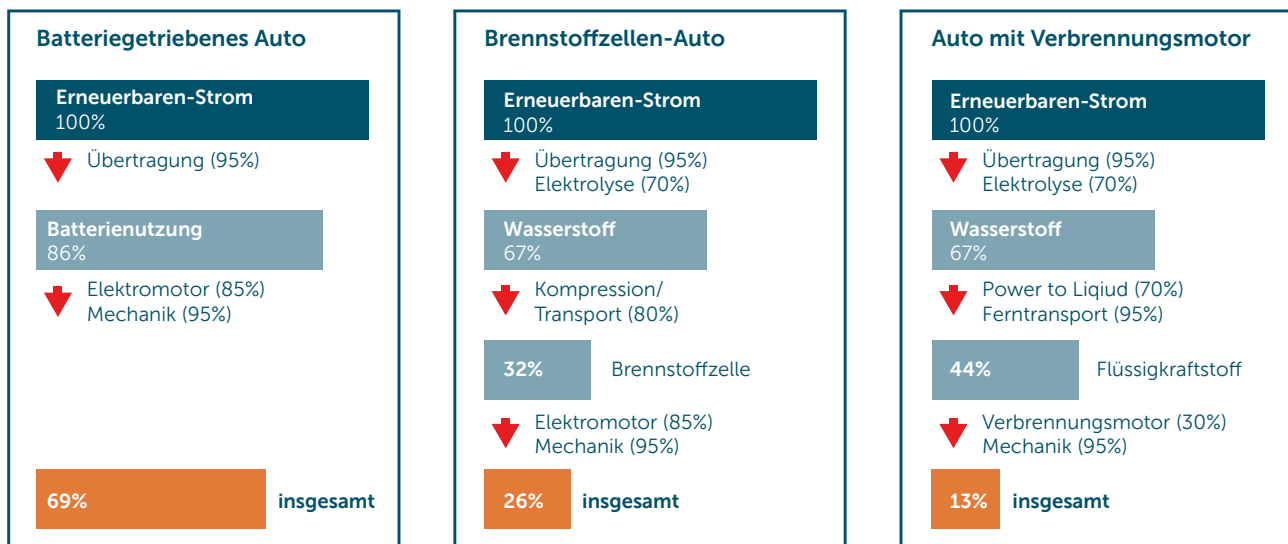 Batteriegetriebenes Auto
Erneuerbaren-Strom
100%
Übertragung (95%)
Batterienutzung
86%
Elektromotor (85%)
Mechanik (95%)
69%
insgesamt
Brennstoffzellen-Auto
Erneuerbaren-Strom
100%
Übertragung (95%)
Elektrolyse (70%)
Wasserstoff
67%
Kompression/
Transport (80%)
32%
Brennstoffzelle
Elektromotor (85%)
Mechanik (95%)
26%
insgesamt
Auto mit Verbrennungsmotor
Erneuerbaren-Strom
100%
Übertragung (95%)
Elektrolyse (70%)
Wasserstoff
67%
Power to Liqiud (70%)
Ferntransport (95%)
44%
Flüssigkraftstoff
Verbrennungsmotor (30%)
Mechanik (95%)
13%
insgesamt